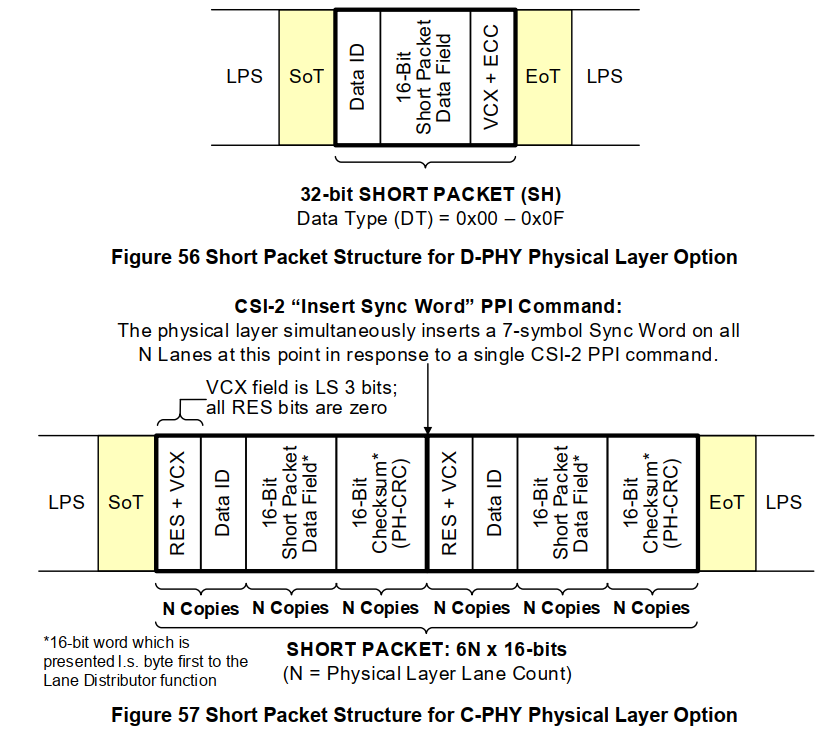 LPS
SoT
Data ID
16-Bit
Short Packet
Data Field
VCX + ECC
EoT
LPS
32-bit SHORT PACKET (SH)
Data Type (DT) = 0x00 – 0x0F
Figure 56 Short Packet Structure for D-PHY Physical Layer Option
CSI-2 “Insert Sync Word” PPI Command:
The physical layer simultaneously inserts a 7-symbol Sync Word on all
N Lanes at this point in response to a single CSI-2 PPI command.
VCX field is LS 3 bits;
all RES bits are zero
LPS
SoT
RES + VCX
Data ID
16-Bit
Short Packet
Data Field*
16-Bit
Checksum*
(PH-CRC)
RES + VCX
Data ID
16-Bit
Short Packet
Data Field*
16-Bit
Checksum*
(PH-CRC)
EoT
LPS
N Copies
N Copies
N Copies
N Copies
N Copies
N Copies
*16-bit word which is
presented l.s. byte first to the
Lane Distributor function
SHORT PACKET: 6N x 16-bits
(N = Physical Layer Lane Count)
Figure 57 Short Packet Structure for C-PHY Physical Layer Option